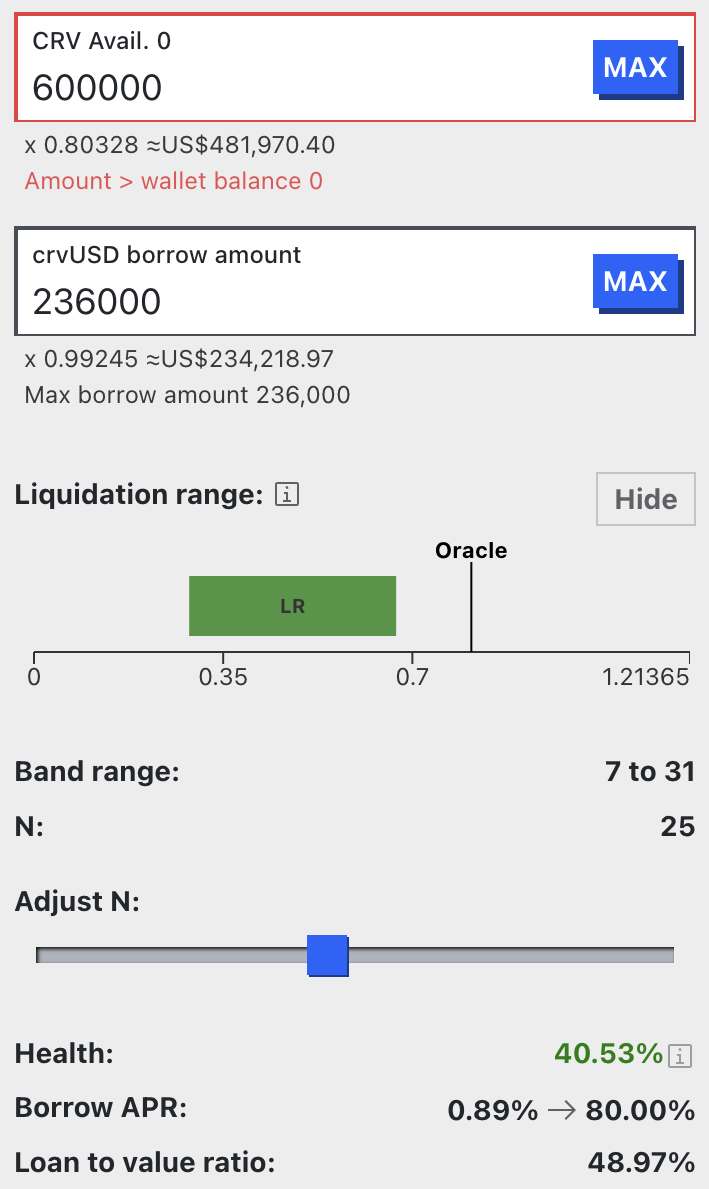 CRV Avail. 0
600000
MAX
x 0.80328 ≈US$481,970.40
Amount > wallet balance 0
crvUSD borrow amount
236000
MAX
x 0.99245 ≈US$234,218.97
Max borrow amount 236,000
Liquidation range: i
Hide
Oracle
LR
0 0.35 0.7 1.21365
Band range: 7 to 31
N: 25
Adjust N:
Health: 40.53% i
Borrow APR: 0.89% → 80.00%
Loan to value ratio: 48.97%